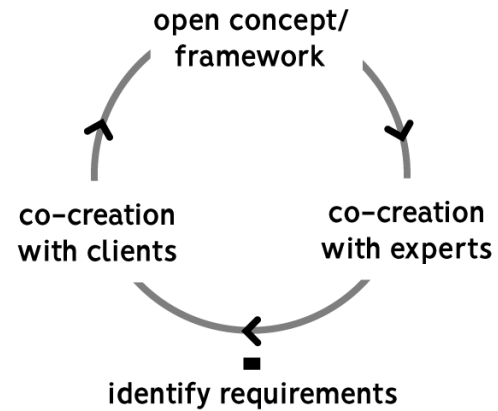 open concept/
framework
co-creation
with experts
identify requirements
co-creation
with clients